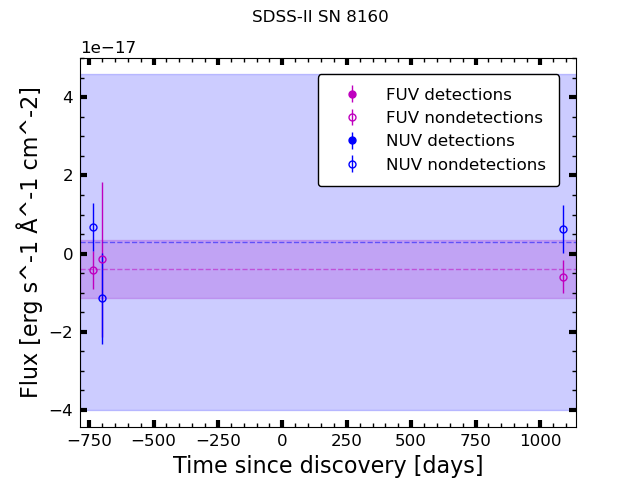 SDSS-II SN 8160
1e−17
FUV detections
FUV nondetections
NUV detections
NUV nondetections
4
2
0
−2
−4
Flux [erg s^-1 Å^-1 cm^-2]
−750 −500 −250 0 250 500 750 1000
Time since discovery [days]